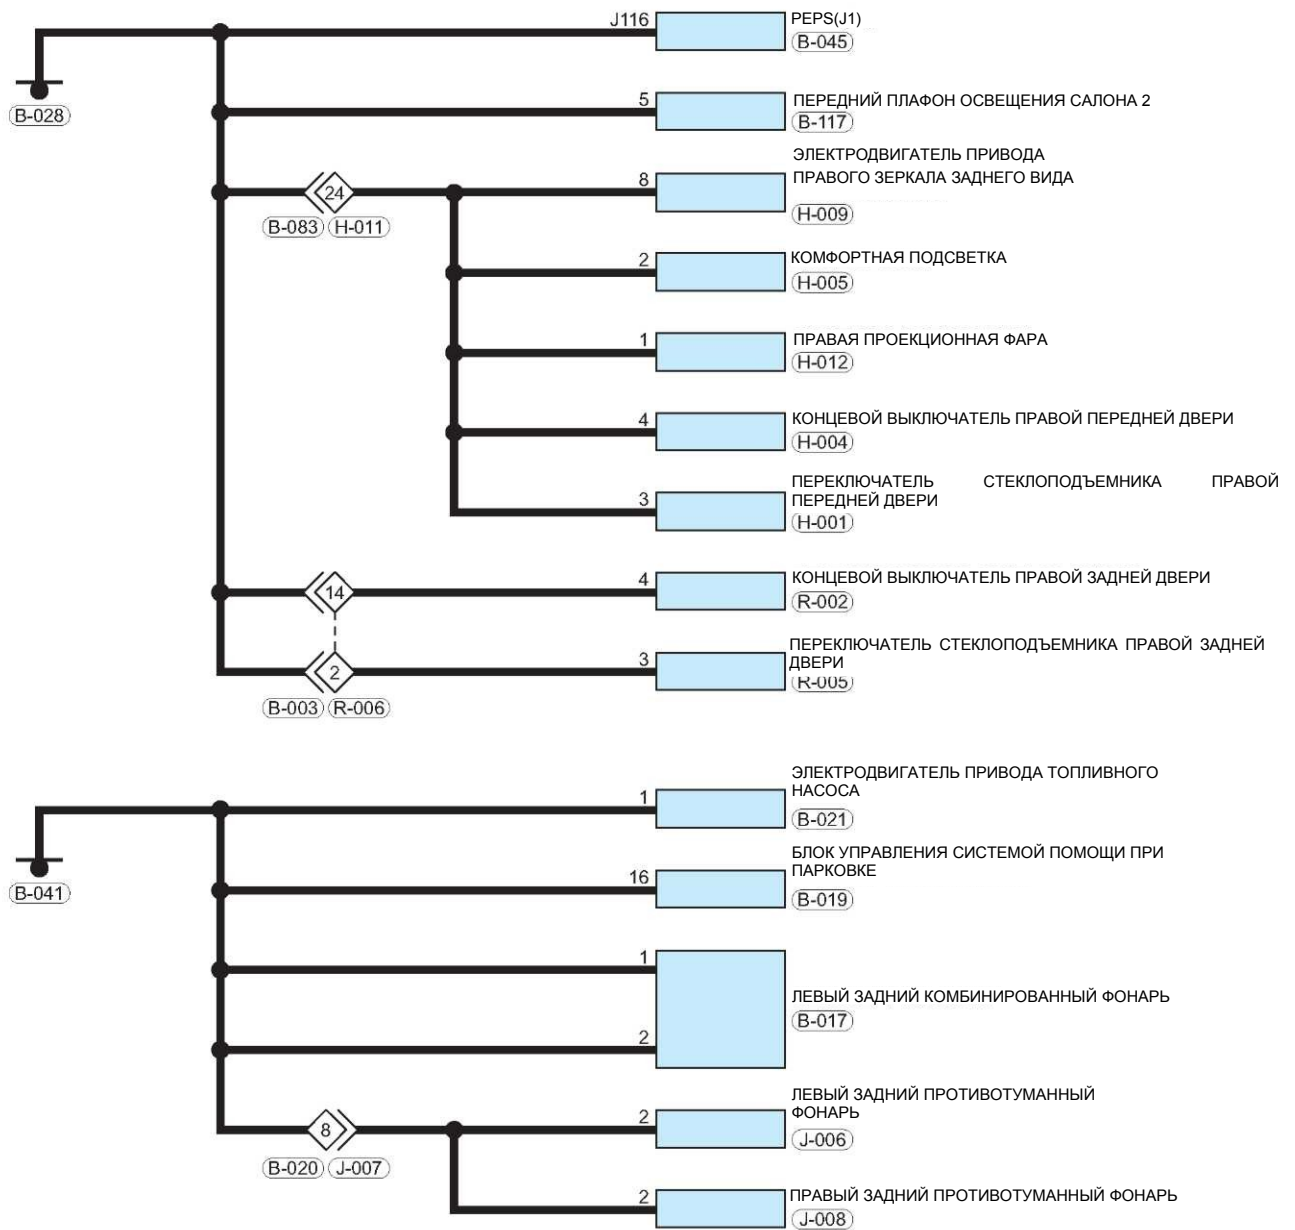 J116
PEPS(J1)
B-045
B-028
5
ПЕРЕДНИЙ ПЛАФОН ОСВЕЩЕНИЯ САЛОНА 2
B-117
ЭЛЕКТРОДВИГАТЕЛЬ ПРИВОДА
ПРАВОГО ЗЕРКАЛА ЗАДНЕГО ВИДА
24
8
B-083 H-011
H-009
2
КОМФОРТНАЯ ПОДСВЕТКА
H-005
1
ПРАВАЯ ПРОЕКЦИОННАЯ ФАРА
H-012
4
КОНЦЕВОЙ ВЫКЛЮЧАТЕЛЬ ПРАВОЙ ПЕРЕДНЕЙ ДВЕРИ
H-004
ПЕРЕКЛЮЧАТЕЛЬ СТЕКЛОПОДЪЕМНИКА ПРАВОЙ
3
ПЕРЕДНЕЙ ДВЕРИ
H-001
14
4
КОНЦЕВОЙ ВЫКЛЮЧАТЕЛЬ ПРАВОЙ ЗАДНЕЙ ДВЕРИ
R-002
ПЕРЕКЛЮЧАТЕЛЬ СТЕКЛОПОДЪЕМНИКА ПРАВОЙ ЗАДНЕЙ
2
3
ДВЕРИ
R-005
B-003 R-006
ЭЛЕКТРОДВИГАТЕЛЬ ПРИВОДА ТОПЛИВНОГО
1
НАСОСА
B-021
B-041
БЛОК УПРАВЛЕНИЯ СИСТЕМОЙ ПОМОЩИ ПРИ
16
ПАРКОВКЕ
B-019
1
ЛЕВЫЙ ЗАДНИЙ КОМБИНИРОВАННЫЙ ФОНАРЬ
B-017
2
ЛЕВЫЙ ЗАДНИЙ ПРОТИВОТУМАННЫЙ
8
2
ФОНАРЬ
J-006
B-020 J-007
2
ПРАВЫЙ ЗАДНИЙ ПРОТИВОТУМАННЫЙ ФОНАРЬ
J-008